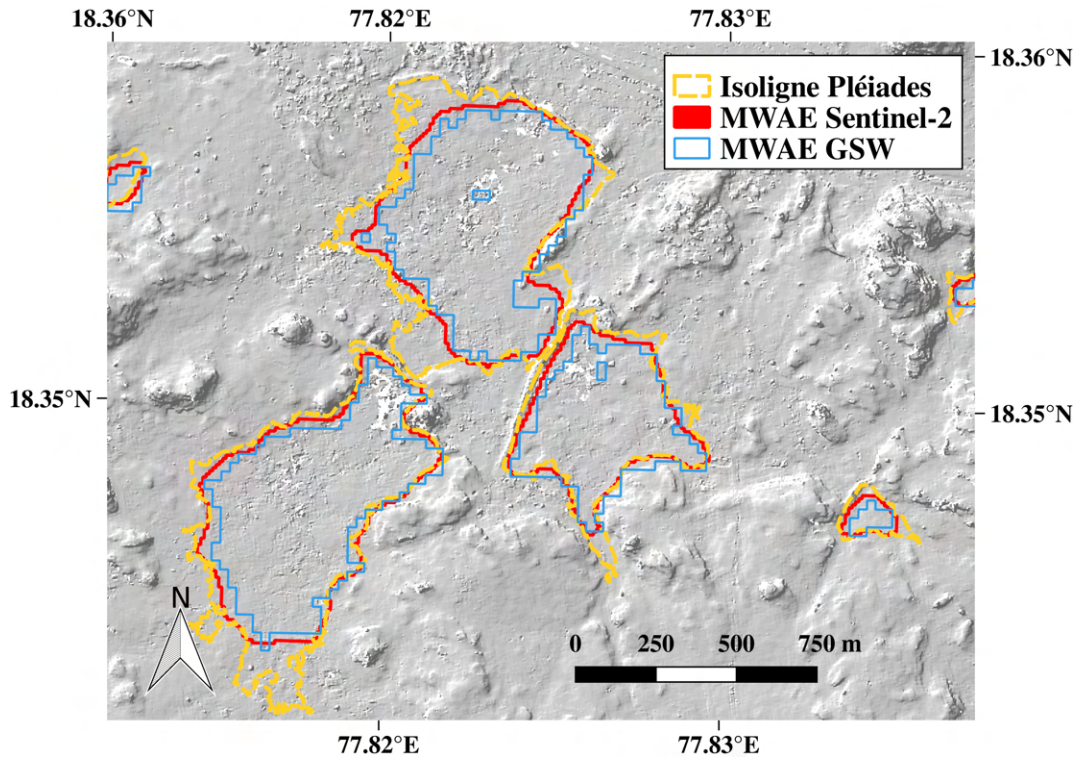 18.36°N 77.82°E 77.83°E
18.36°N
Isoligne Pléiades
MWAE Sentinel-2
MWAE GSW
18.35°N
18.35°N
N
0 250 500 750 m
77.82°E 77.83°E